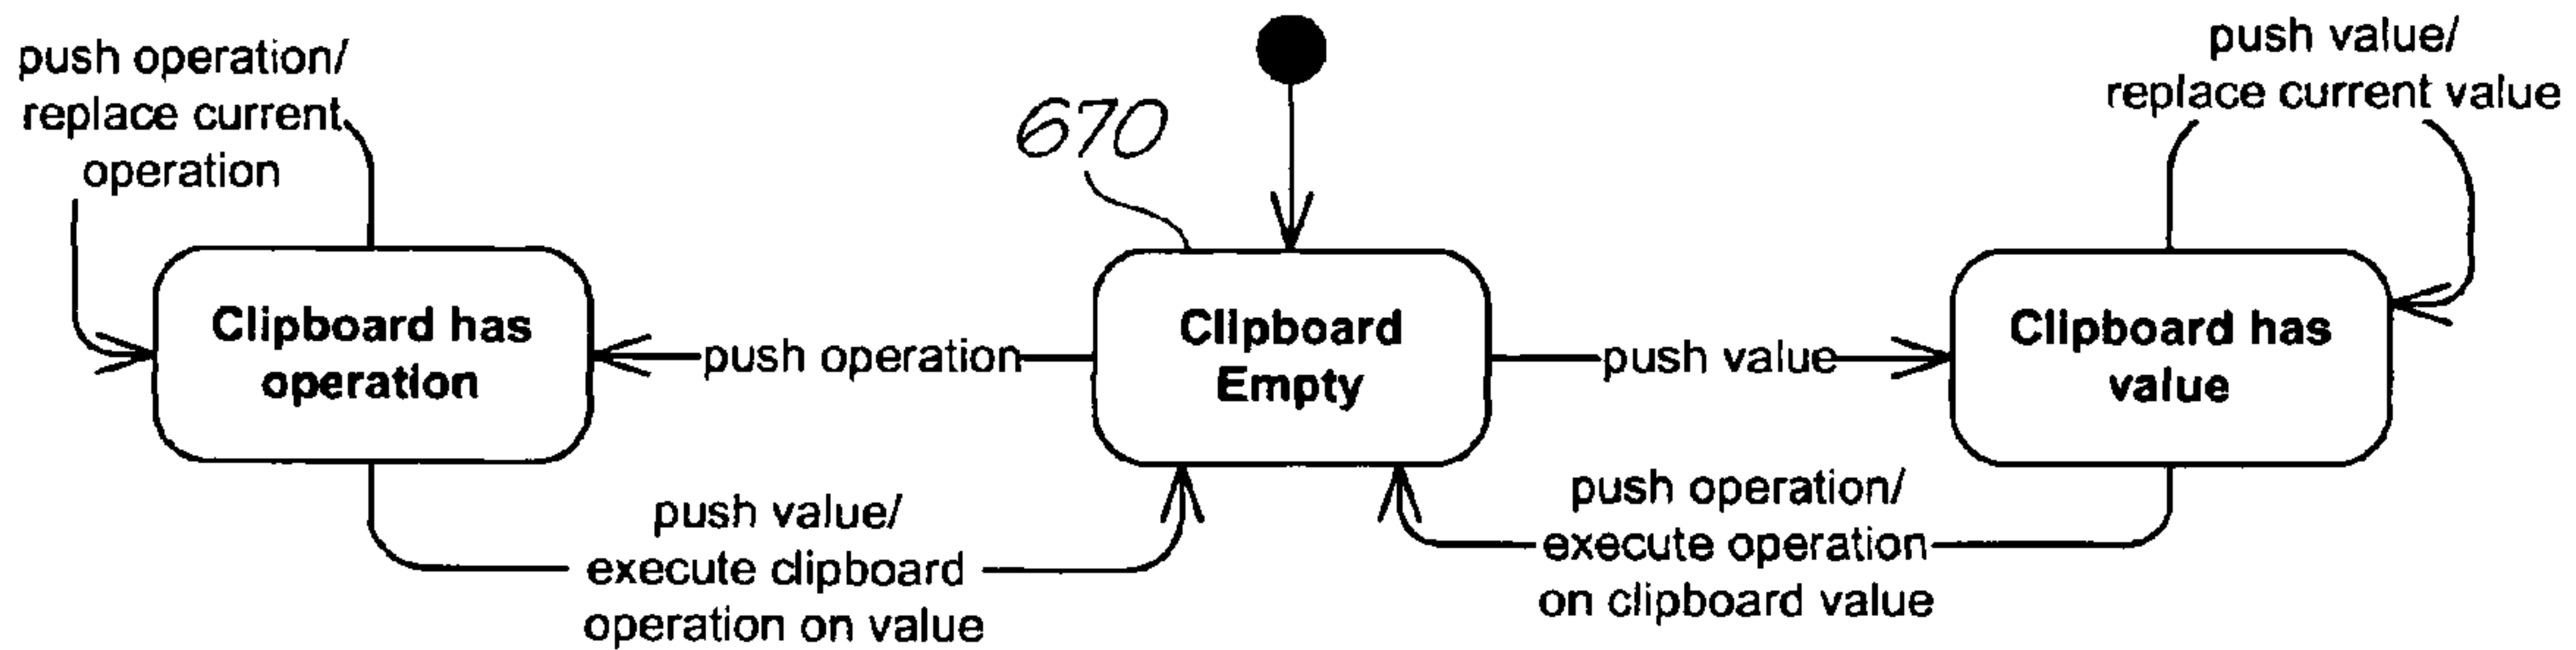 push operation/
replace current
operation
670
push value/
replace current value
Clipboard has
operation
push operation
Clipboard
Empty
push value
Clipboard has
value
push value/
execute clipboard
operation on value
push operation/
execute operation
on clipboard value